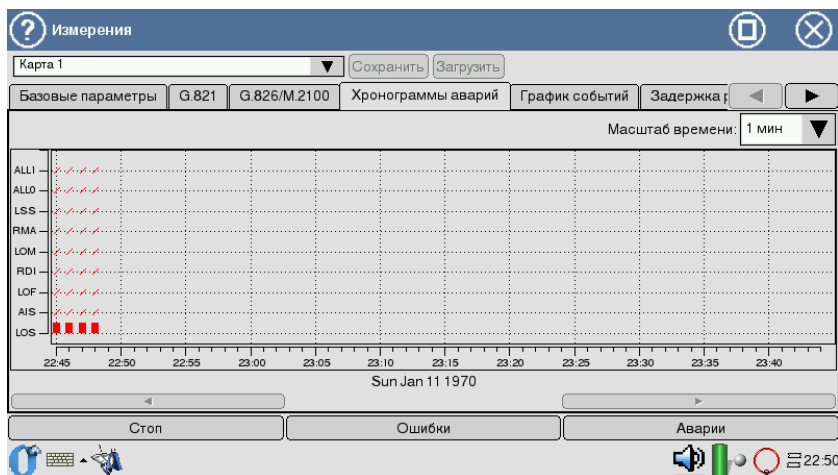 Измерения
Карта 1 Сохранить Загрузить
Базовые параметры G.821 G.826/M.2100 Хронограммы аварий График событий Задержка р
Масштаб времени: 1 мин
ALL1
ALL0
LSS
RMA
LOM
RDI
LOF
AIS
LOS
22:45 22:50 22:55 23:00 23:05 23:10 23:15 23:20 23:25 23:30 23:35 23:40
Sun Jan 11 1970
Стоп Ошибки Аварии
22:50